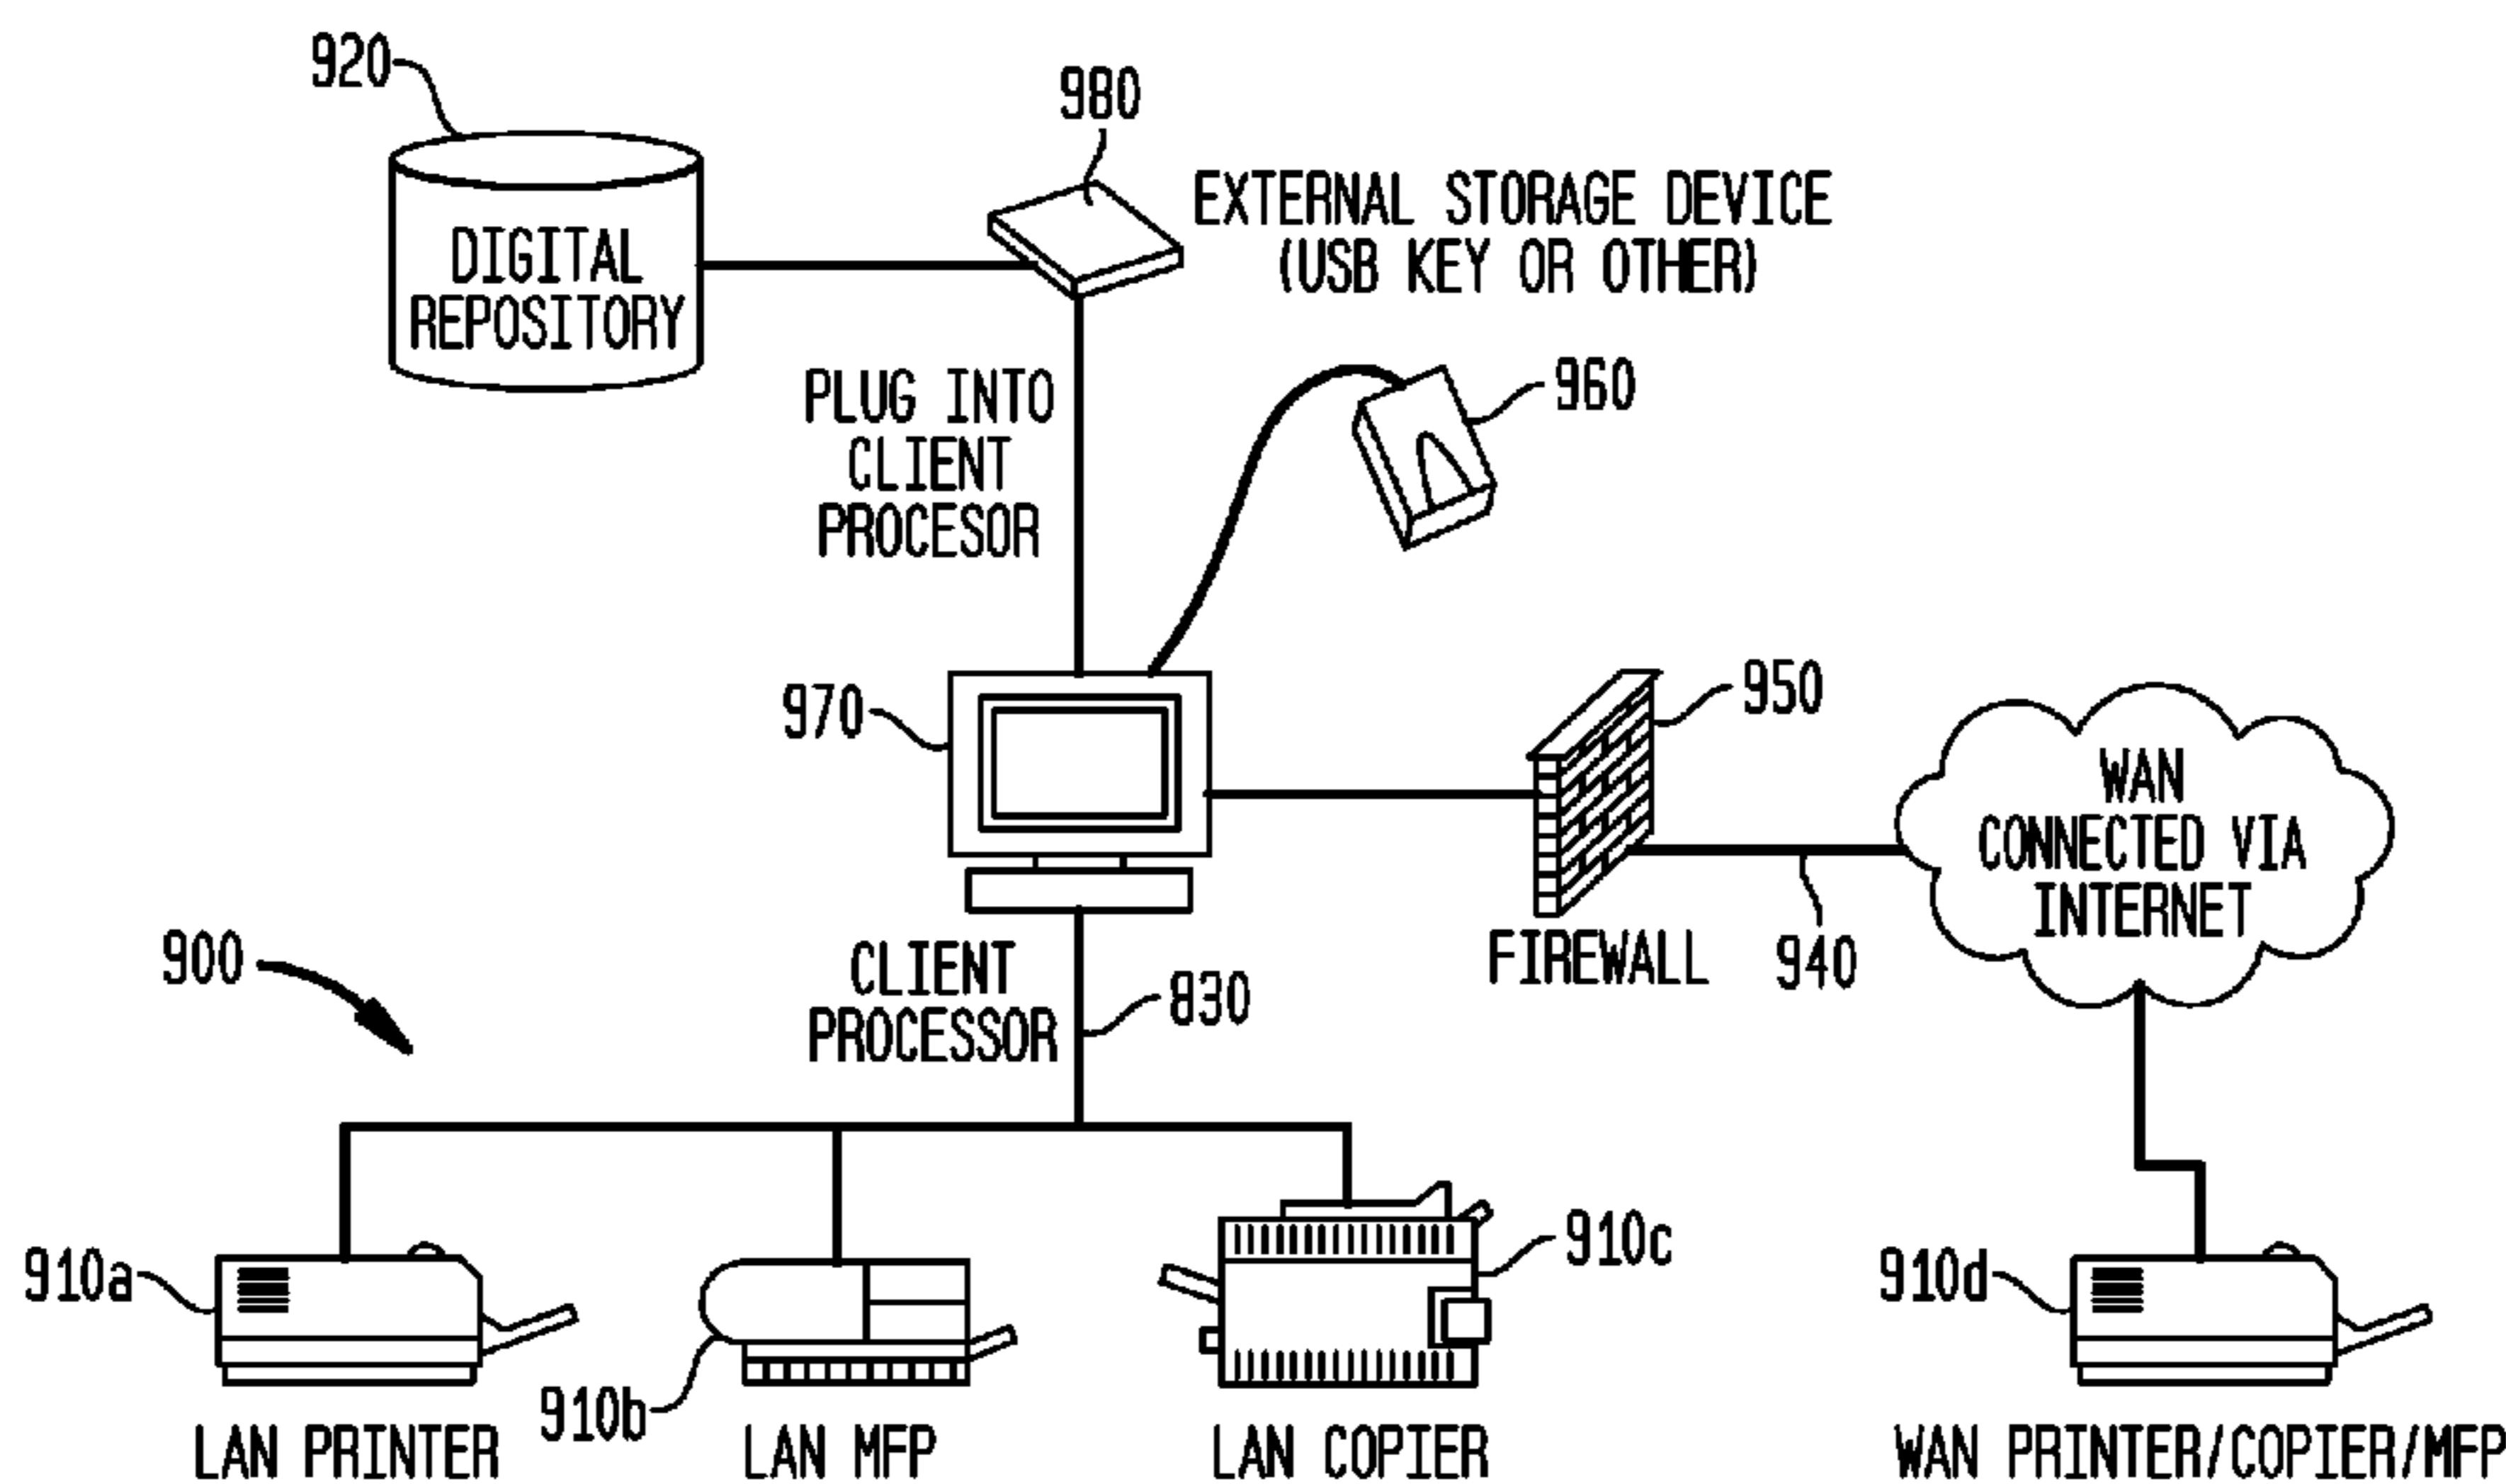 920
980
DIGITAL
REPOSITORY
EXTERNAL STORAGE DEVICE
(USB KEY OR OTHER)
PLUG INTO
CLIENT
PROCESOR
960
970
950
WAN
CONNECTED VIA
INTERNET
FIREWALL
940
900
CLIENT
PROCESSOR
830
910a
910b
910c
910d
LAN PRINTER
LAN MFP
LAN COPIER
WAN PRINTER/COPIER/MFP